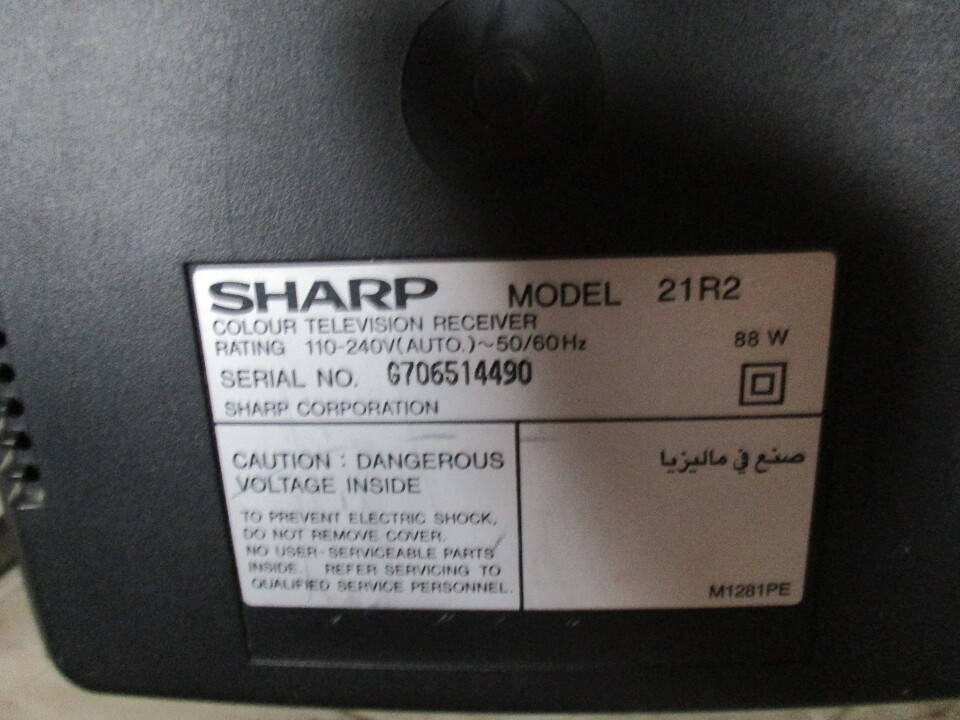 SHARP MODEL 21R2
COLOUR TELEVISION RECEIVER
RATING 110-240V(AUTO.)~50/60Hz 88 W
SERIAL NO. G706514490
SHARP CORPORATION
CAUTION : DANGEROUS
VOLTAGE INSIDE
TO PREVENT ELECTRIC SHOCK,
DO NOT REMOVE COVER.
NO USER-SERVICEABLE PARTS
INSIDE. REFER SERVICING TO
QUALIFIED SERVICE PERSONNEL.
صنع في ماليزيا
M1281PE